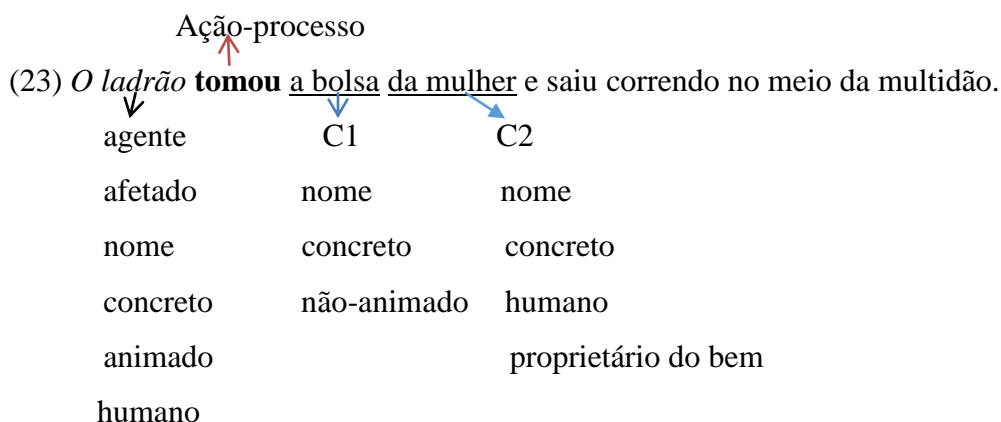 Ação-processo
(23) O ladrão tomou a bolsa da mulher e saiu correndo no meio da multidão.
agente C1 C2
afetado nome nome
nome concreto concreto
concreto não-animado humano
animado proprietário do bem
humano